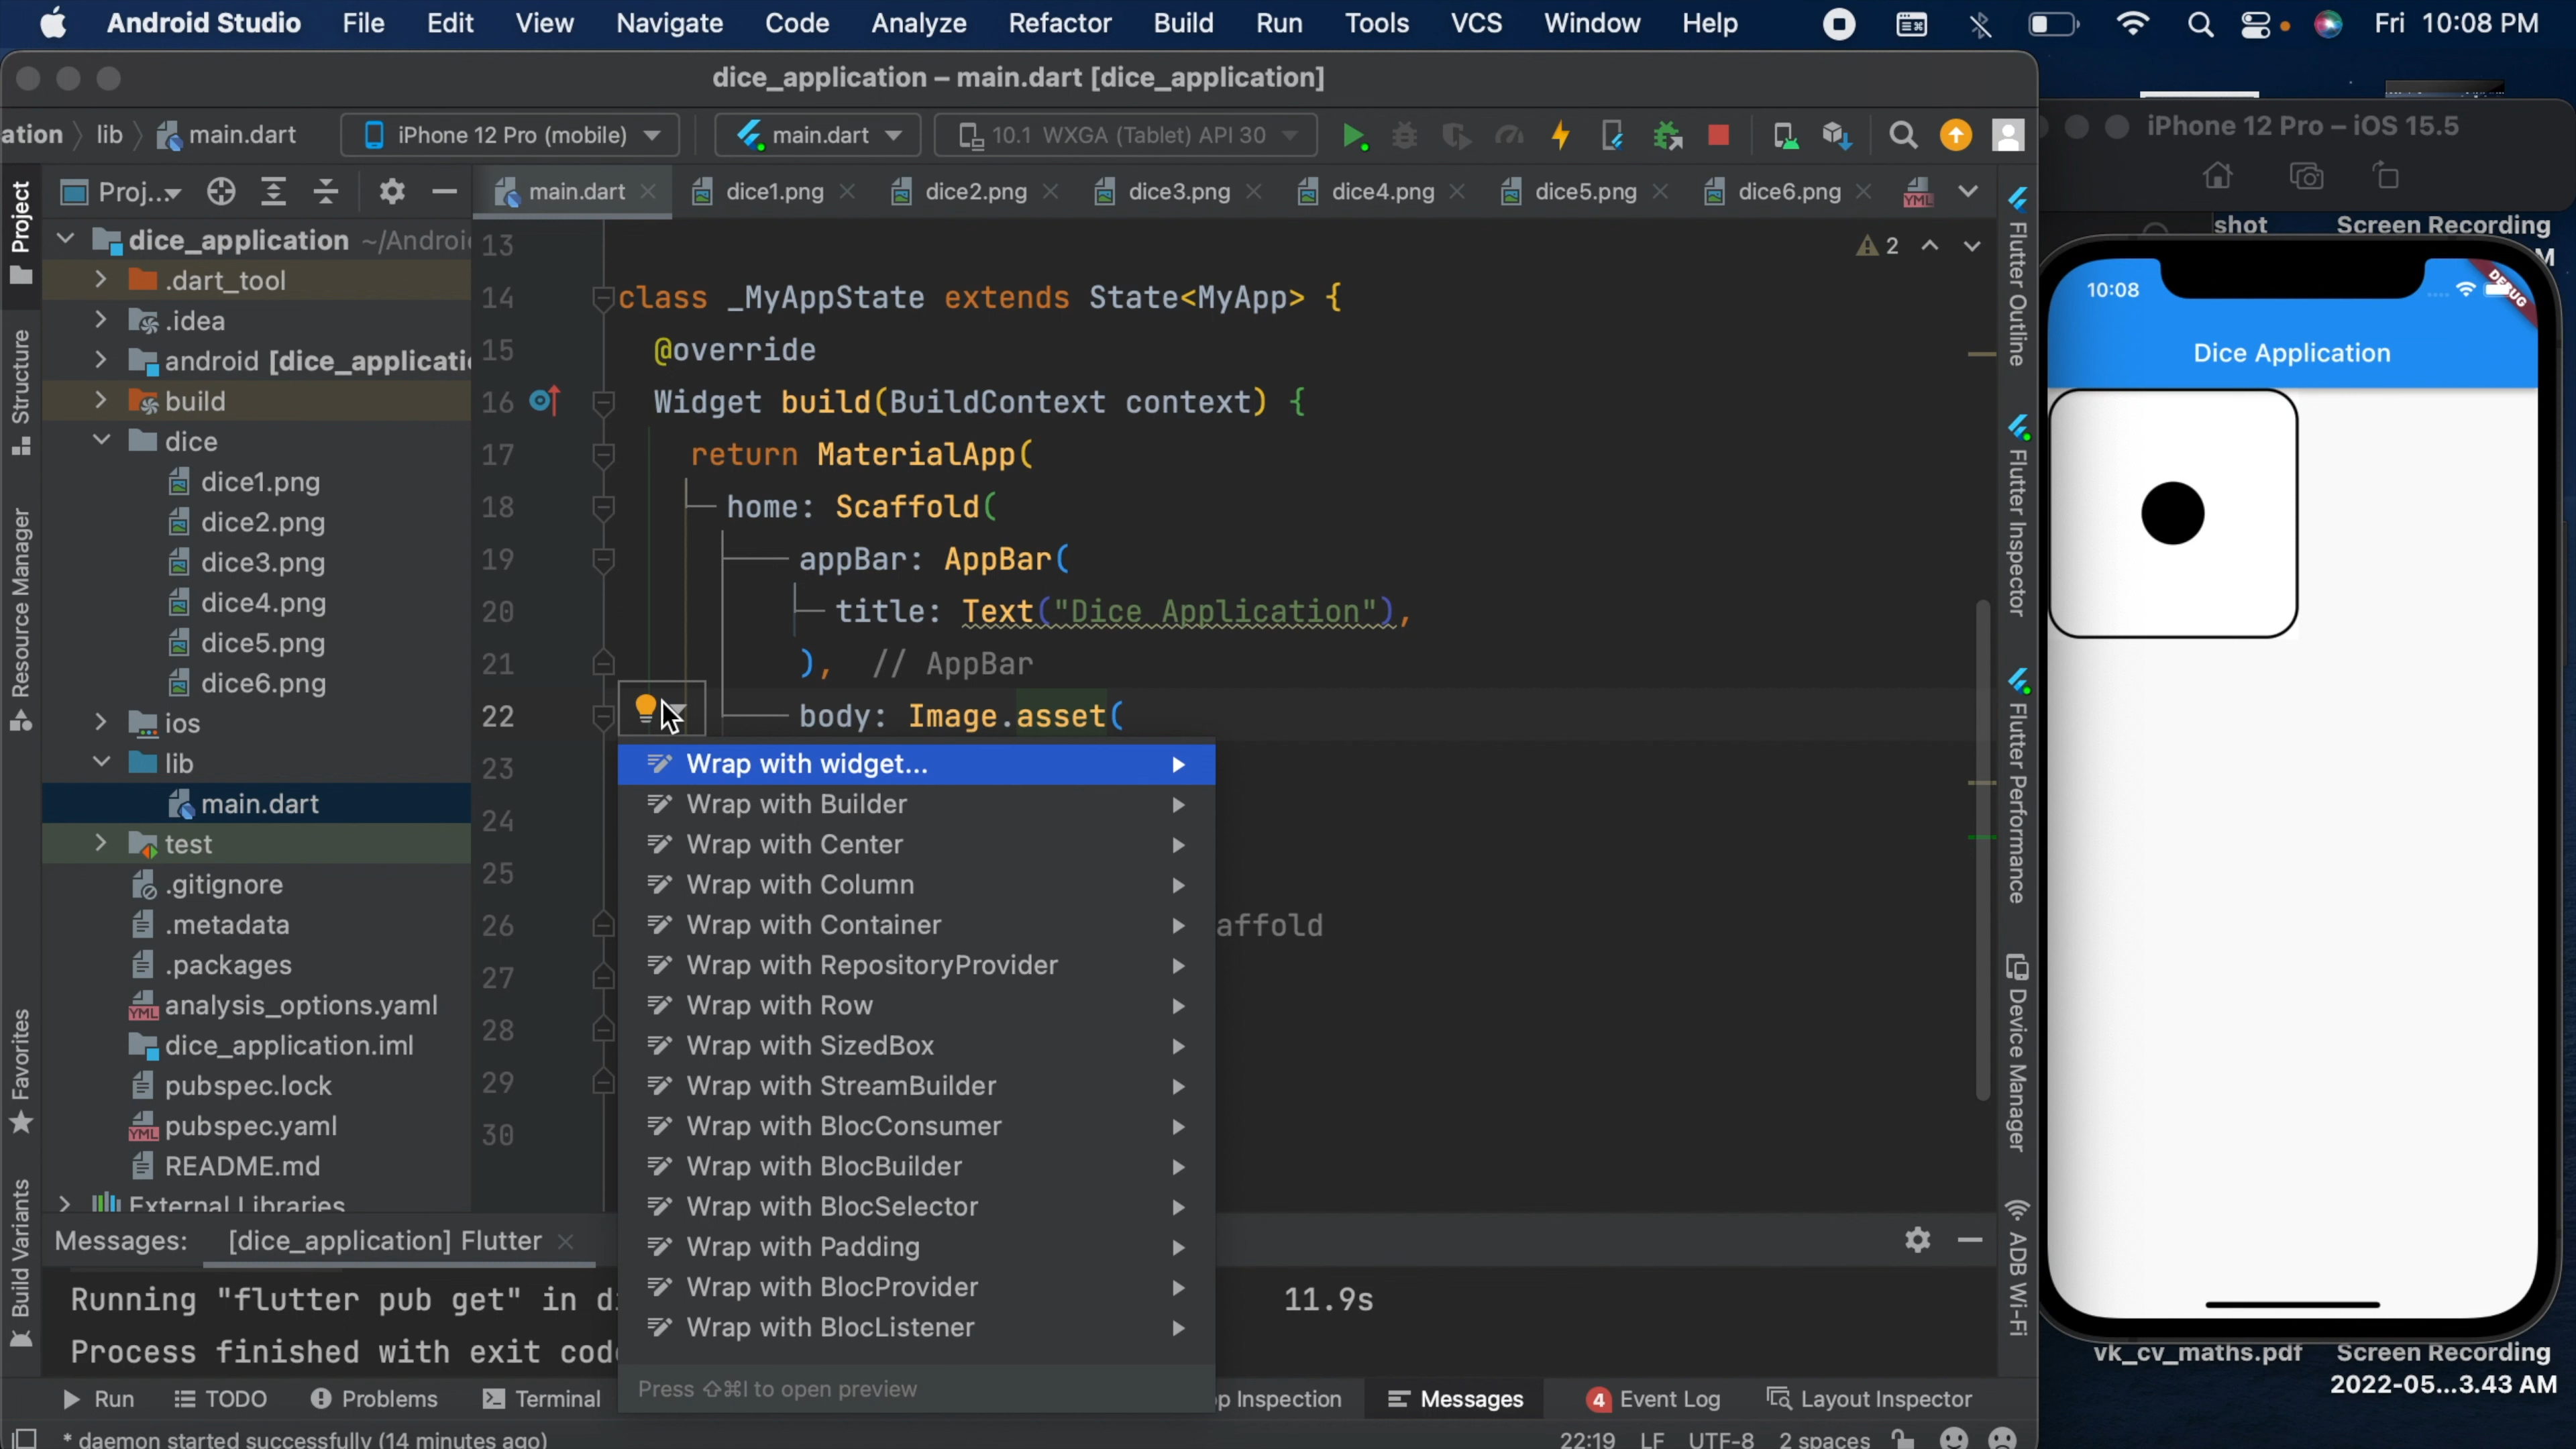 Android Studio File Edit View Navigate Code Analyze Refactor Build Run Tools VCS Window Help Fri 10:08 PM
dice_application – main.dart [dice_application]
ation lib main.dart iPhone 12 Pro (mobile) main.dart 10.1 WXGA (Tablet) API 30
Proj... main.dart dice1.png dice2.png dice3.png dice4.png dice5.png dice6.png YML
Project
Structure
Resource Manager
Favorites
Build Variants
dice_application ~/Android
.dart_tool
.idea
android [dice_applicati
build
dice
dice1.png
dice2.png
dice3.png
dice4.png
dice5.png
dice6.png
ios
lib
main.dart
test
.gitignore
.metadata
.packages
YML analysis_options.yaml
dice_application.iml
pubspec.lock
YML pubspec.yaml
README.md
External Libraries
2
13
14 class _MyAppState extends State<MyApp> {
15 @override
16 Widget build(BuildContext context) {
17 return MaterialApp(
18 home: Scaffold(
19 appBar: AppBar(
20 title: Text("Dice Application"),
21 ), // AppBar
22 body: Image.asset(
23
24
25
26 affold
27
28
29
30
Wrap with widget...
Wrap with Builder
Wrap with Center
Wrap with Column
Wrap with Container
Wrap with RepositoryProvider
Wrap with Row
Wrap with SizedBox
Wrap with StreamBuilder
Wrap with BlocConsumer
Wrap with BlocBuilder
Wrap with BlocSelector
Wrap with Padding
Wrap with BlocProvider
Wrap with BlocListener
Press ⇧⌘I to open preview
Messages: [dice_application] Flutter
Running "flutter pub get" in di 11.9s
Process finished with exit cod
Run TODO Problems Terminal pp Inspection Messages 4 Event Log Layout Inspector
* daemon started successfully (14 minutes ago) 22:19 LF UTF-8 2 spaces
Flutter Outline
Flutter Inspector
Flutter Performance
Device Manager
ADB Wi-Fi
iPhone 12 Pro – iOS 15.5
shot Screen Recording
M
10:08 DEBUG
Dice Application
vk_cv_maths.pdf Screen Recording
2022-05...3.43 AM